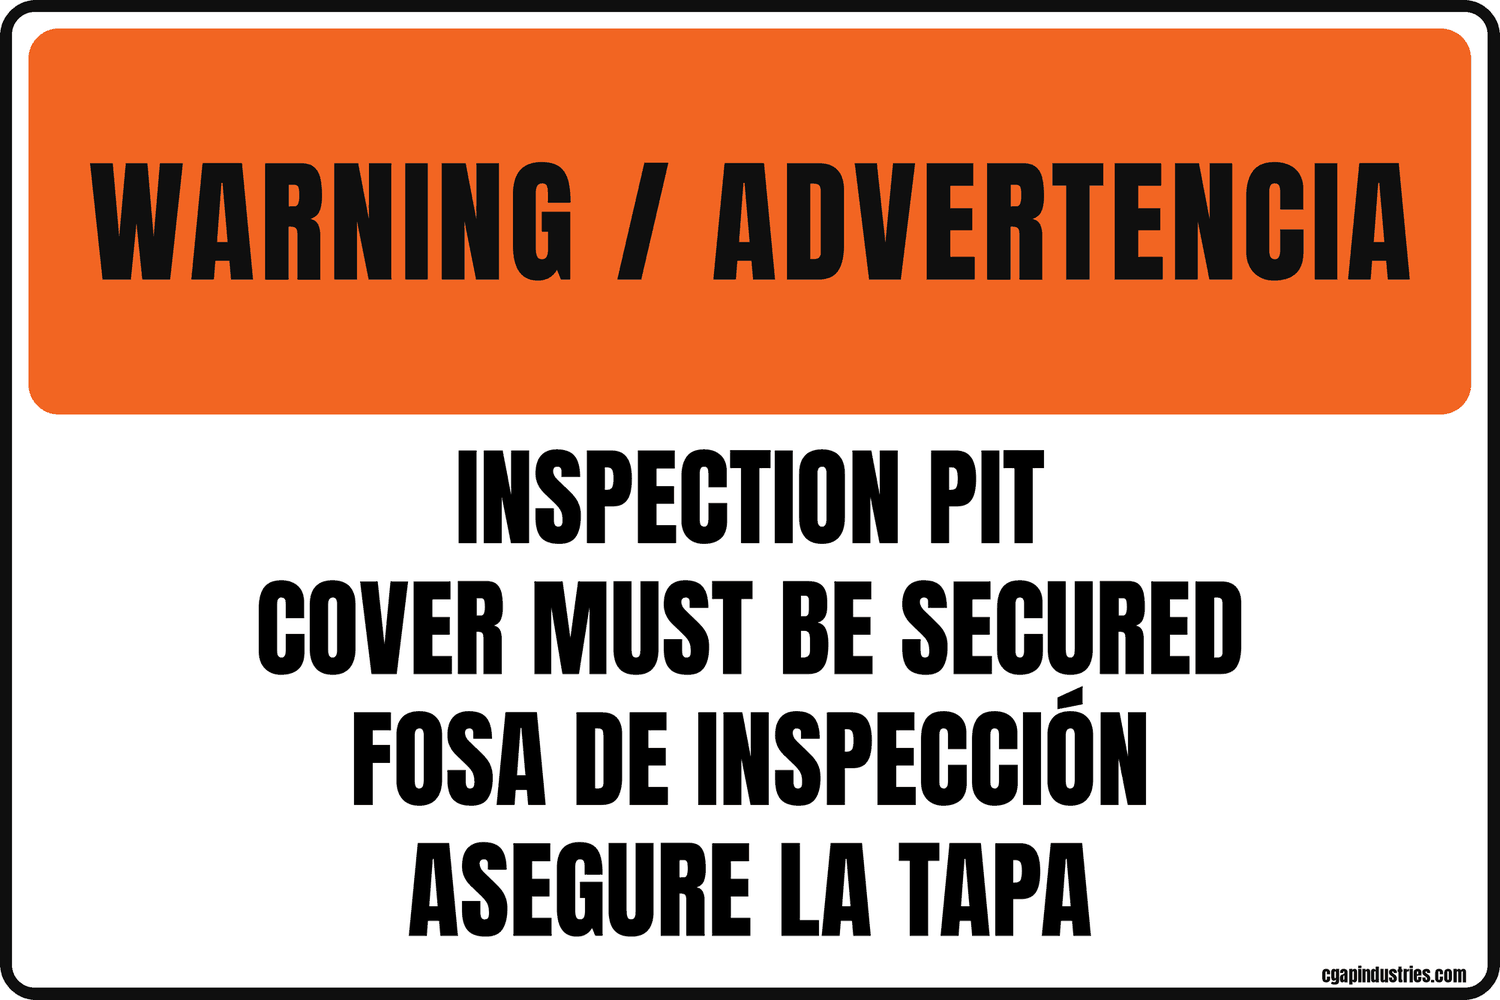 WARNING / ADVERTENCIA
INSPECTION PIT
COVER MUST BE SECURED
FOSA DE INSPECCIÓN
ASEGURE LA TAPA
cgapindustries.com